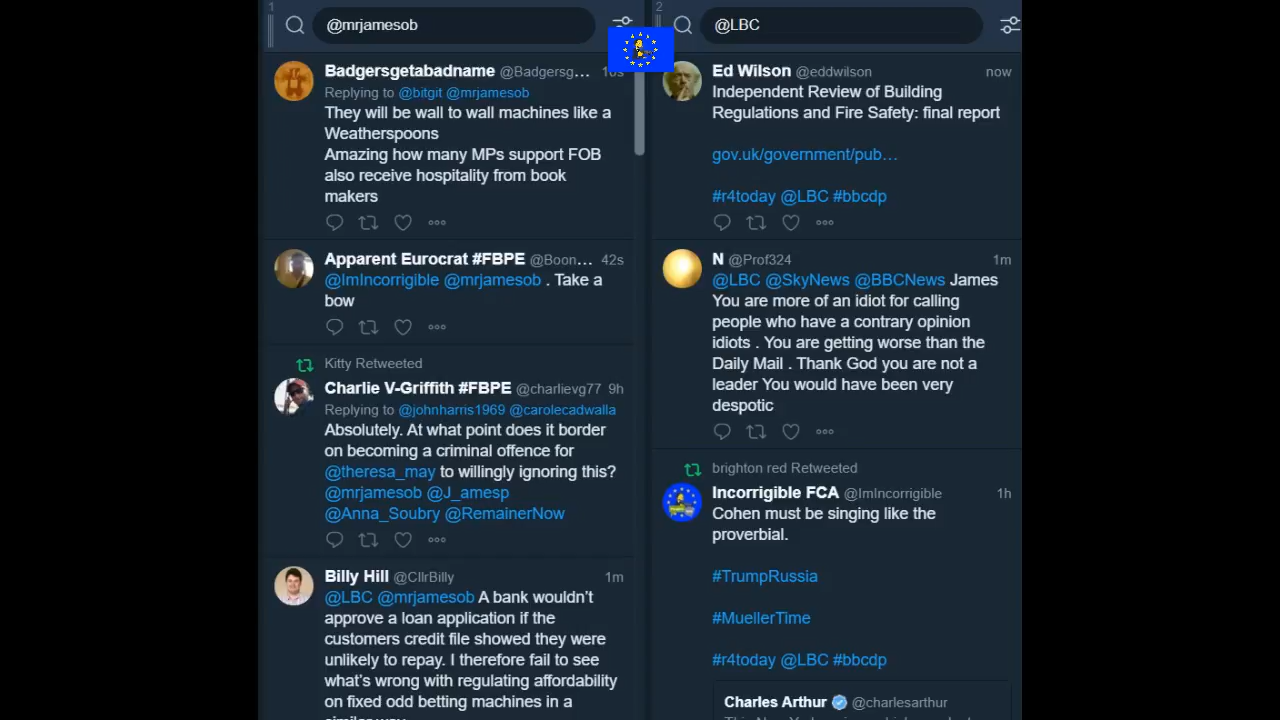 1
@mrjamesob
Badgersgetabadname @Badgersg... 10s
Replying to @bitgit @mrjamesob
They will be wall to wall machines like a
Weatherspoons
Amazing how many MPs support FOB
also receive hospitality from book
makers
Apparent Eurocrat #FBPE @Boon... 42s
@ImIncorrigible @mrjamesob . Take a
bow
Kitty Retweeted
Charlie V-Griffith #FBPE @charlievg77 9h
Replying to @johnharris1969 @carolecadwalla
Absolutely. At what point does it border
on becoming a criminal offence for
@theresa_may to willingly ignoring this?
@mrjamesob @J_amesp
@Anna_Soubry @RemainerNow
Billy Hill @CllrBilly 1m
@LBC @mrjamesob A bank wouldn’t
approve a loan application if the
customers credit file showed they were
unlikely to repay. I therefore fail to see
what’s wrong with regulating affordability
on fixed odd betting machines in a
2
@LBC
Ed Wilson @eddwilson now
Independent Review of Building
Regulations and Fire Safety: final report
gov.uk/government/pub…
#r4today @LBC #bbcdp
N @Prof324 1m
@LBC @SkyNews @BBCNews James
You are more of an idiot for calling
people who have a contrary opinion
idiots . You are getting worse than the
Daily Mail . Thank God you are not a
leader You would have been very
despotic
brighton red Retweeted
Incorrigible FCA @ImIncorrigible 1h
Cohen must be singing like the
proverbial.
#TrumpRussia
#MuellerTime
#r4today @LBC #bbcdp
Charles Arthur @charlesarthur